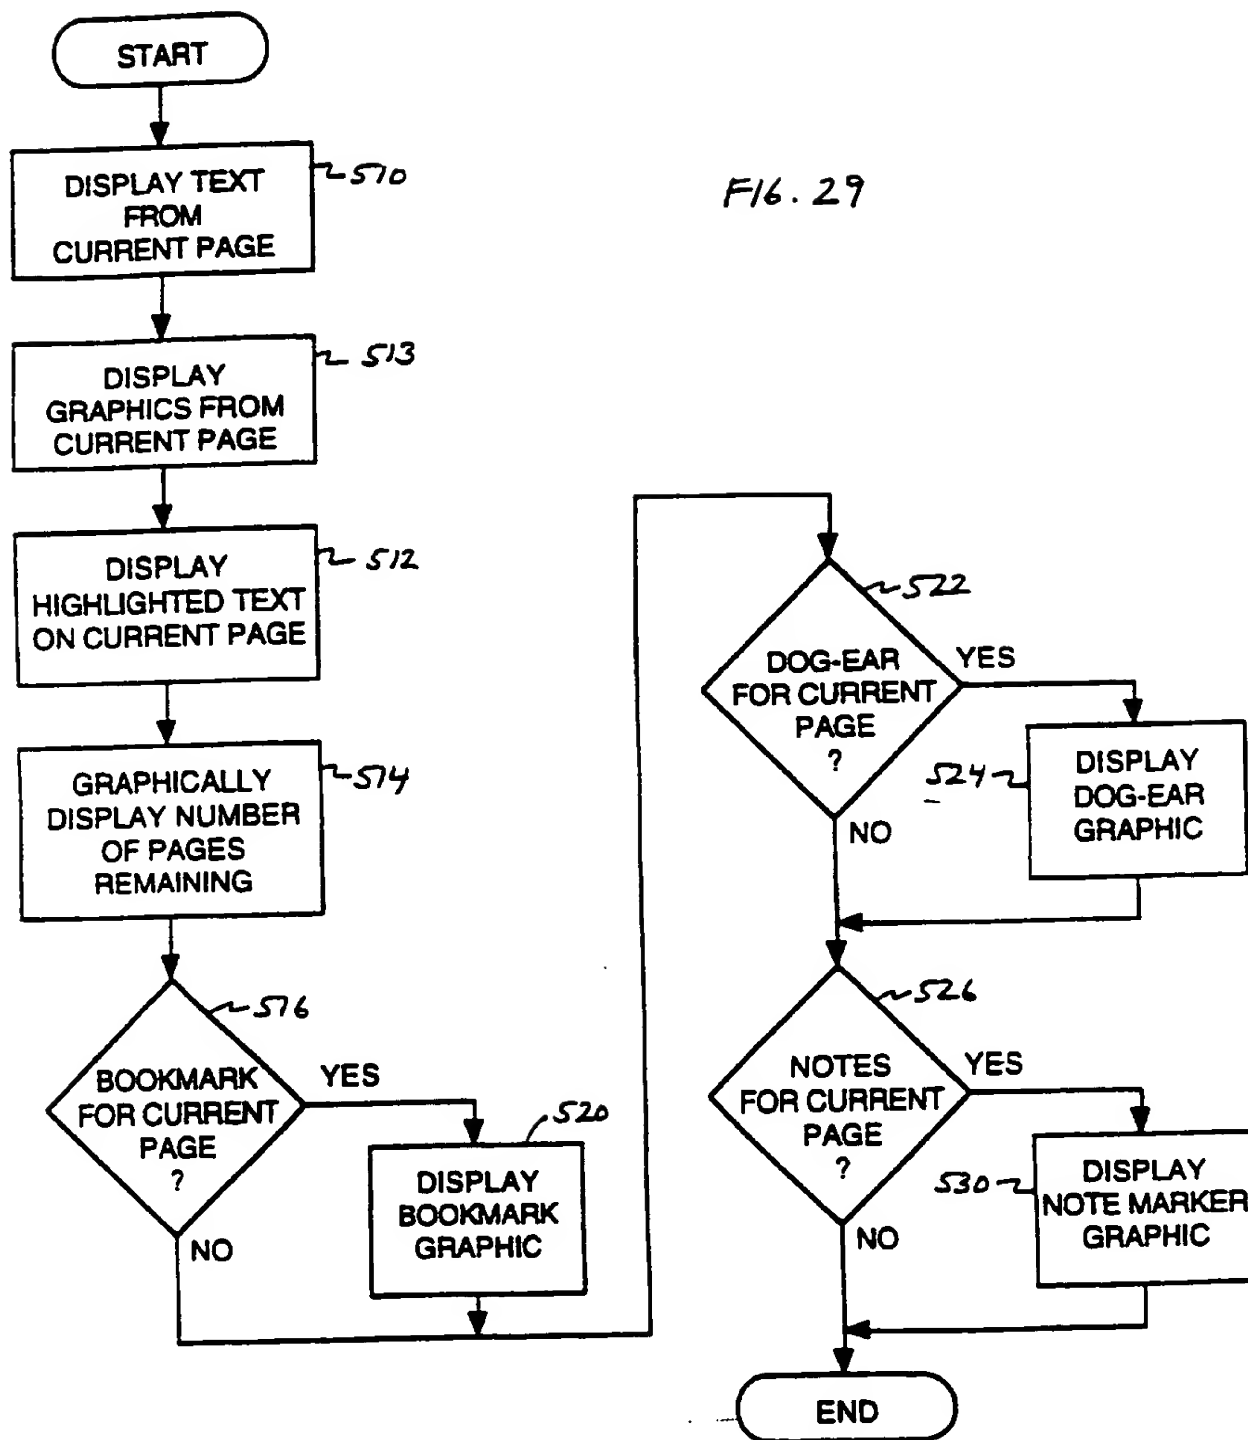 START
DISPLAY TEXT
FROM
CURRENT PAGE
510
FIG. 29
DISPLAY
GRAPHICS FROM
CURRENT PAGE
513
DISPLAY
HIGHLIGHTED TEXT
ON CURRENT PAGE
512
GRAPHICALLY
DISPLAY NUMBER
OF PAGES
REMAINING
514
BOOKMARK
FOR CURRENT
PAGE
?
516
YES
NO
520
DISPLAY
BOOKMARK
GRAPHIC
522
DOG-EAR
FOR CURRENT
PAGE
?
YES
NO
524
DISPLAY
DOG-EAR
GRAPHIC
526
NOTES
FOR CURRENT
PAGE
?
YES
NO
530
DISPLAY
NOTE MARKER
GRAPHIC
END